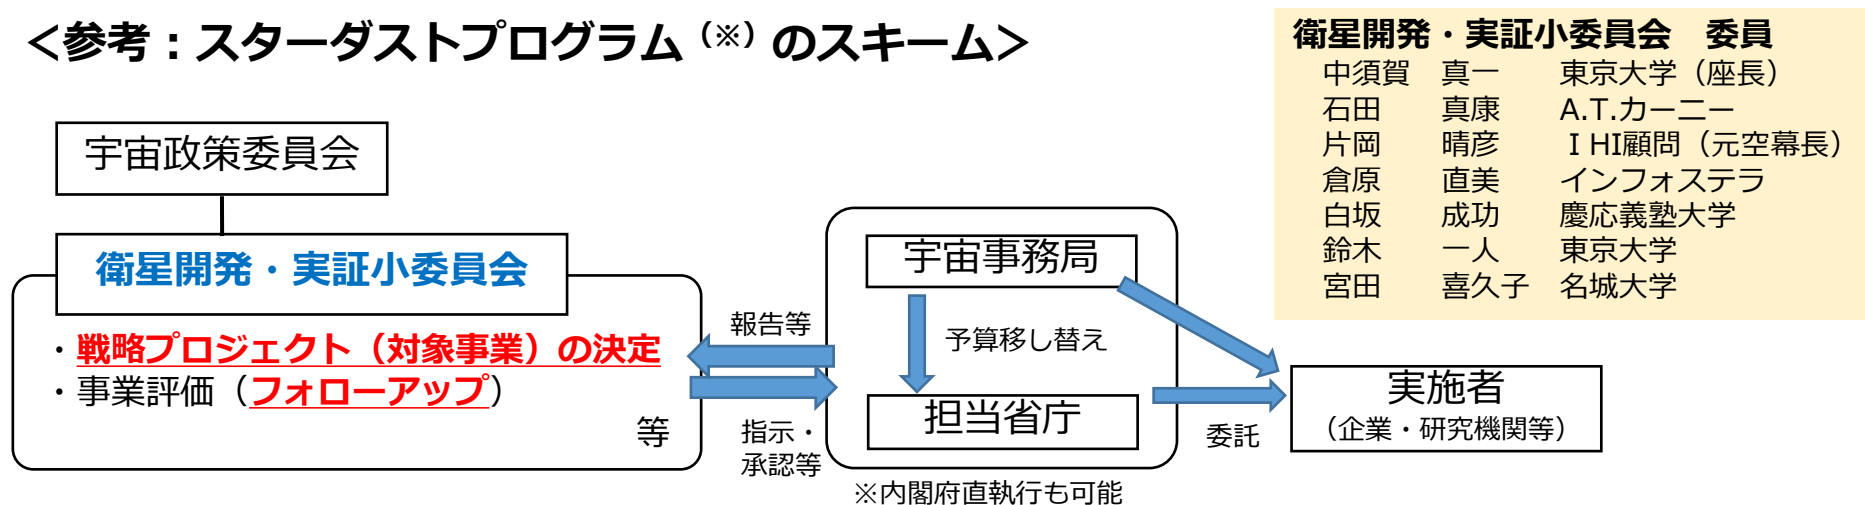 ＜参考：スターダストプログラム（※）のスキーム＞
衛星開発・実証小委員会　委員
中須賀　真一　東京大学（座長）
石田　真康　A.T.カーニー
片岡　晴彦　ＩHI顧問（元空幕長）
倉原　直美　インフォステラ
白坂　成功　慶応義塾大学
鈴木　一人　東京大学
宮田　喜久子　名城大学
宇宙政策委員会
衛星開発・実証小委員会
・戦略プロジェクト（対象事業）の決定
・事業評価（フォローアップ）
等
報告等
指示・
承認等
宇宙事務局
予算移し替え
担当省庁
※内閣府直執行も可能
委託
実施者
（企業・研究機関等）